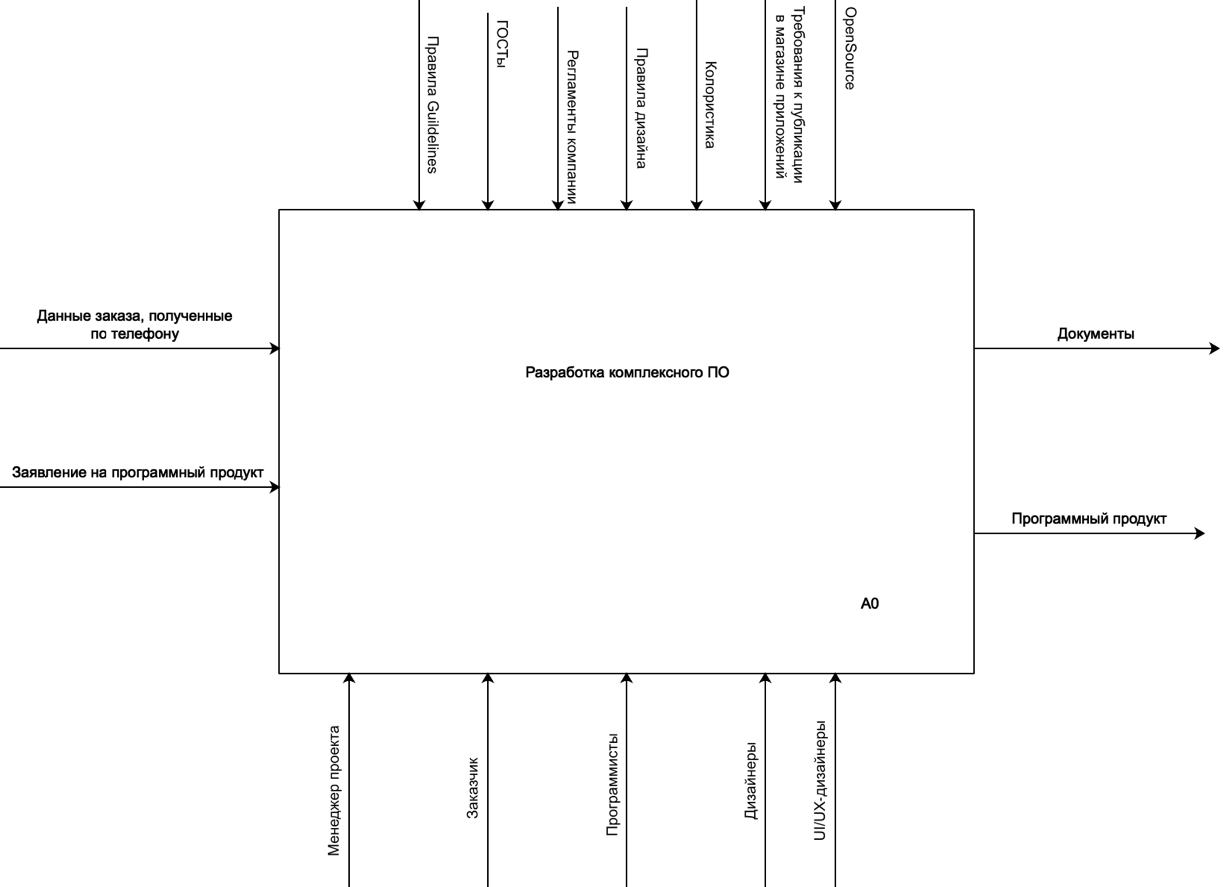 Правила Guildelines
ГОСТы
Регламенты компании
Правила дизайна
Колористика
Требования к публикации
в магазине приложений
OpenSource
Данные заказа, полученные
по телефону
Заявление на программный продукт
Разработка комплексного ПО
A0
Документы
Программный продукт
Менеджер проекта
Заказчик
Программисты
Дизайнеры
UI/UX-дизайнеры